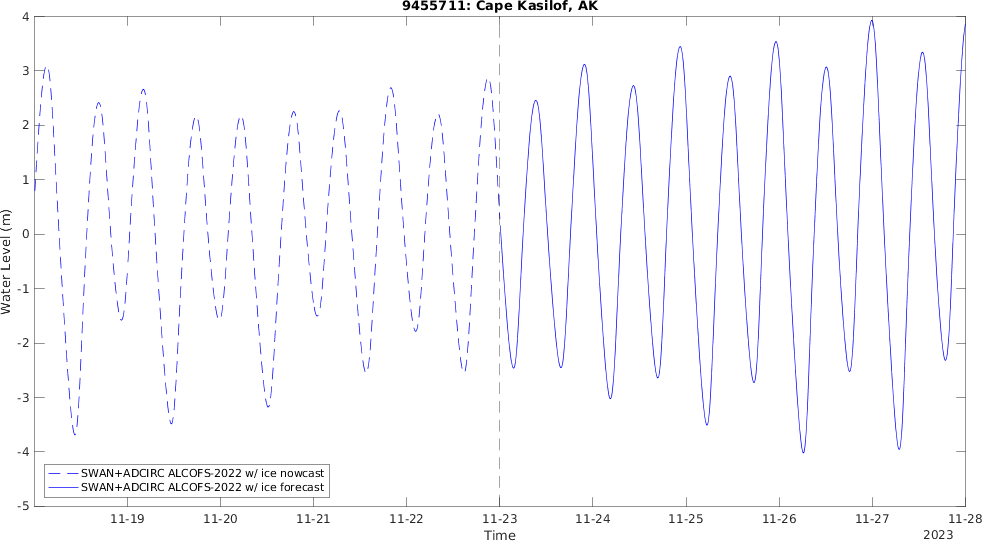 9455711: Cape Kasilof, AK
4
3
2
1
0
-1
-2
-3
-4
-5
Water Level (m)
SWAN+ADCIRC ALCOFS-2022 w/ ice nowcast
SWAN+ADCIRC ALCOFS-2022 w/ ice forecast
11-19 11-20 11-21 11-22 11-23 11-24 11-25 11-26 11-27 11-28
Time
2023